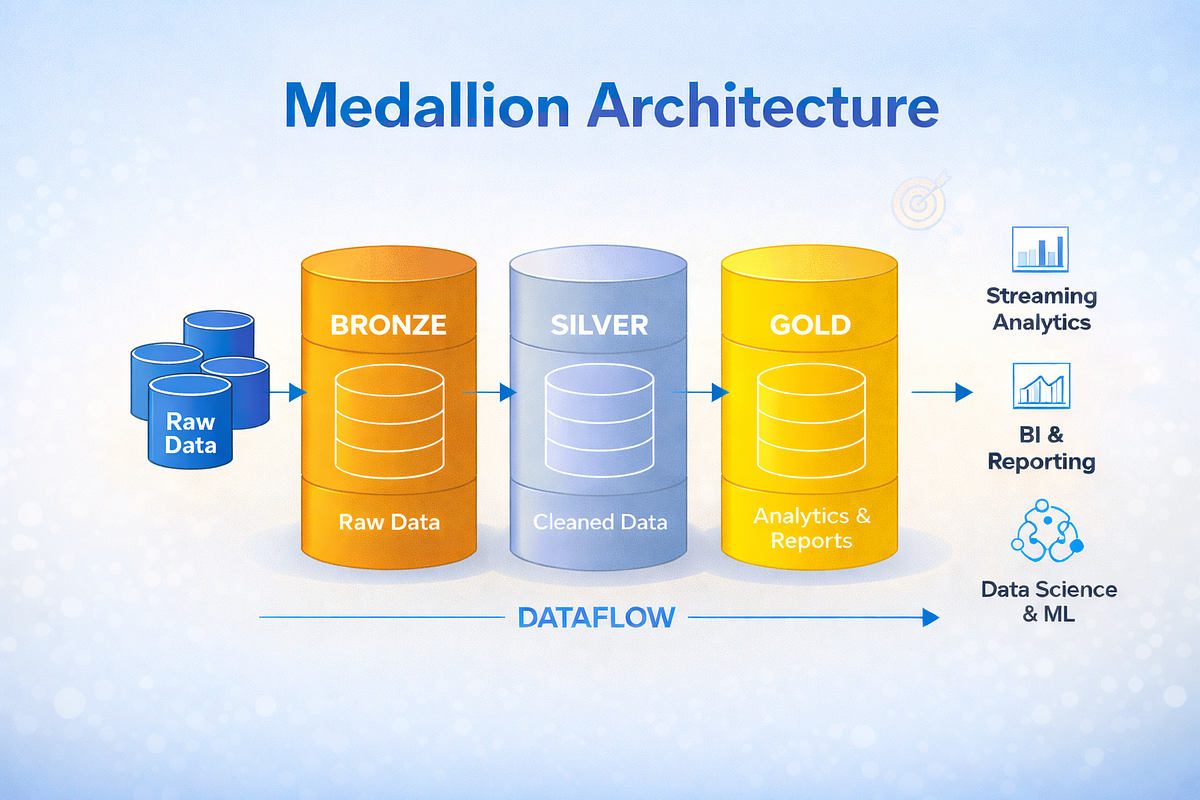 Medallion Architecture
Raw
Data
BRONZE
Raw Data
SILVER
Cleaned Data
GOLD
Analytics &
Reports
Streaming
Analytics
BI &
Reporting
Data Science
& ML
DATAFLOW